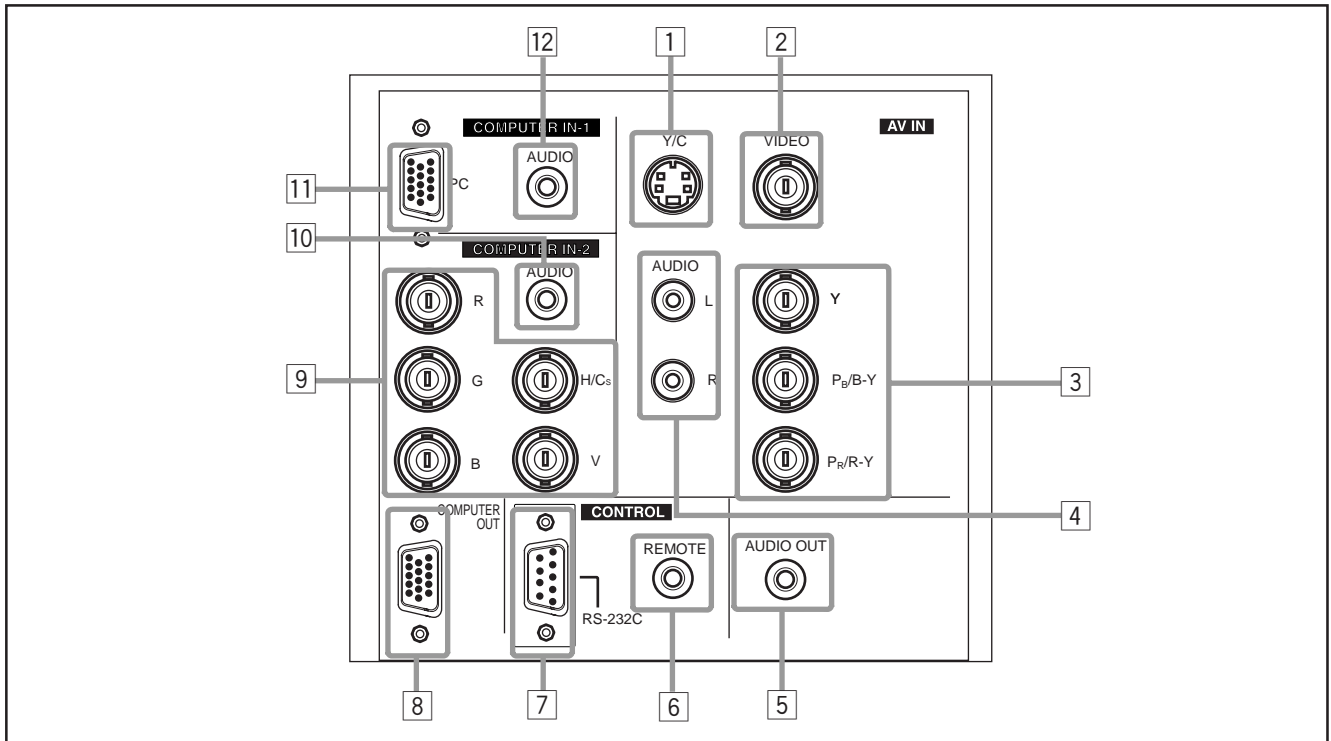 12
1
2
COMPUTER IN-1
AV IN
AUDIO
Y/C
VIDEO
11
PC
10
COMPUTER IN-2
AUDIO
AUDIO
R
L
Y
9
G
H/Cs
R
PB/B-Y
3
B
V
PR/R-Y
COMPUTER
OUT
CONTROL
4
REMOTE
AUDIO OUT
RS-232C
8
7
6
5